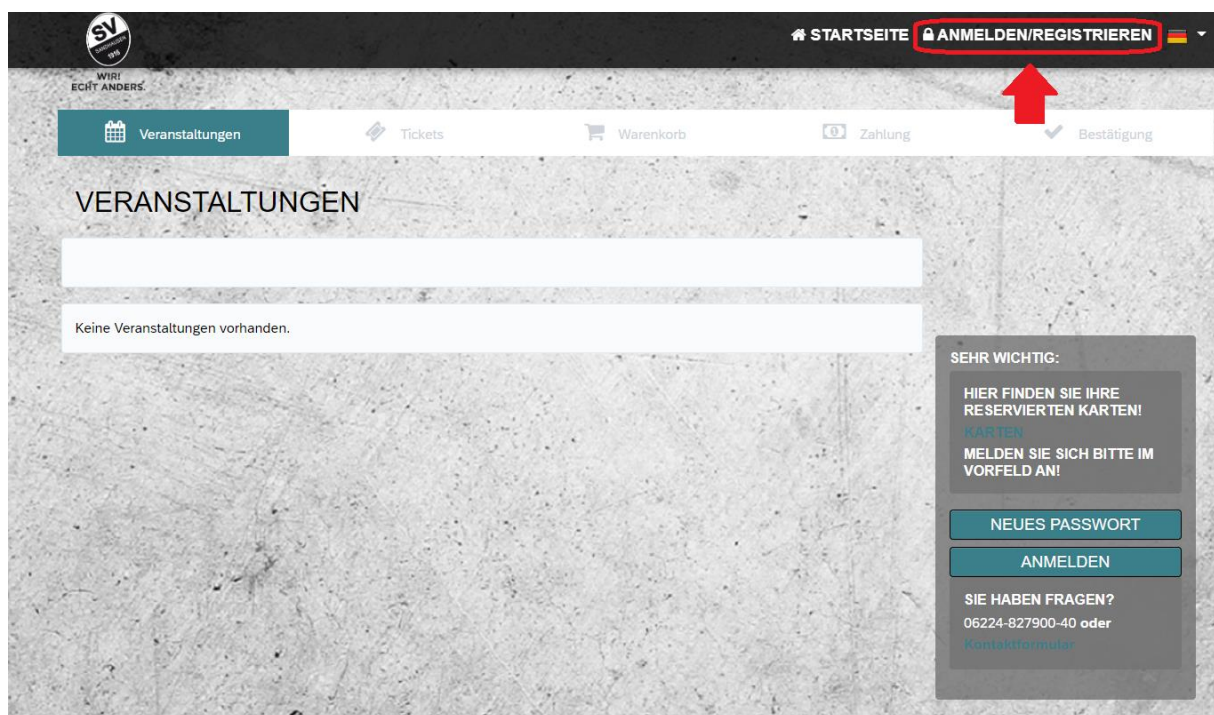 SV
SANDHAUSEN
1916
WIR!
ECHT ANDERS.
STARTSEITE
ANMELDEN/REGISTRIEREN
Veranstaltungen
Tickets
Warenkorb
Zahlung
Bestätigung
VERANSTALTUNGEN
Keine Veranstaltungen vorhanden.
SEHR WICHTIG:
HIER FINDEN SIE IHRE
RESERVIERTEN KARTEN!
KARTEN
MELDEN SIE SICH BITTE IM
VORFELD AN!
NEUES PASSWORT
ANMELDEN
SIE HABEN FRAGEN?
06224-827900-40 oder
Kontaktformular